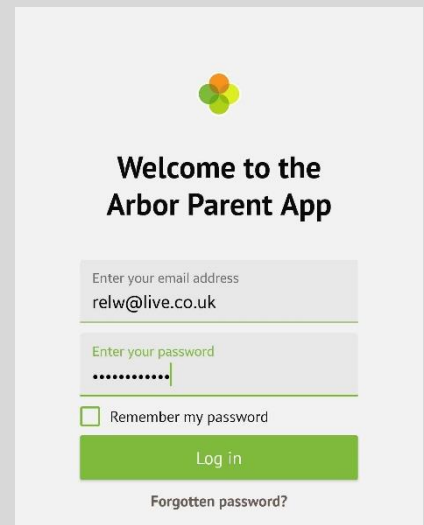 Welcome to the
Arbor Parent App
Enter your email address
relw@live.co.uk
Enter your password
••••••••••••
Remember my password
Log in
Forgotten password?